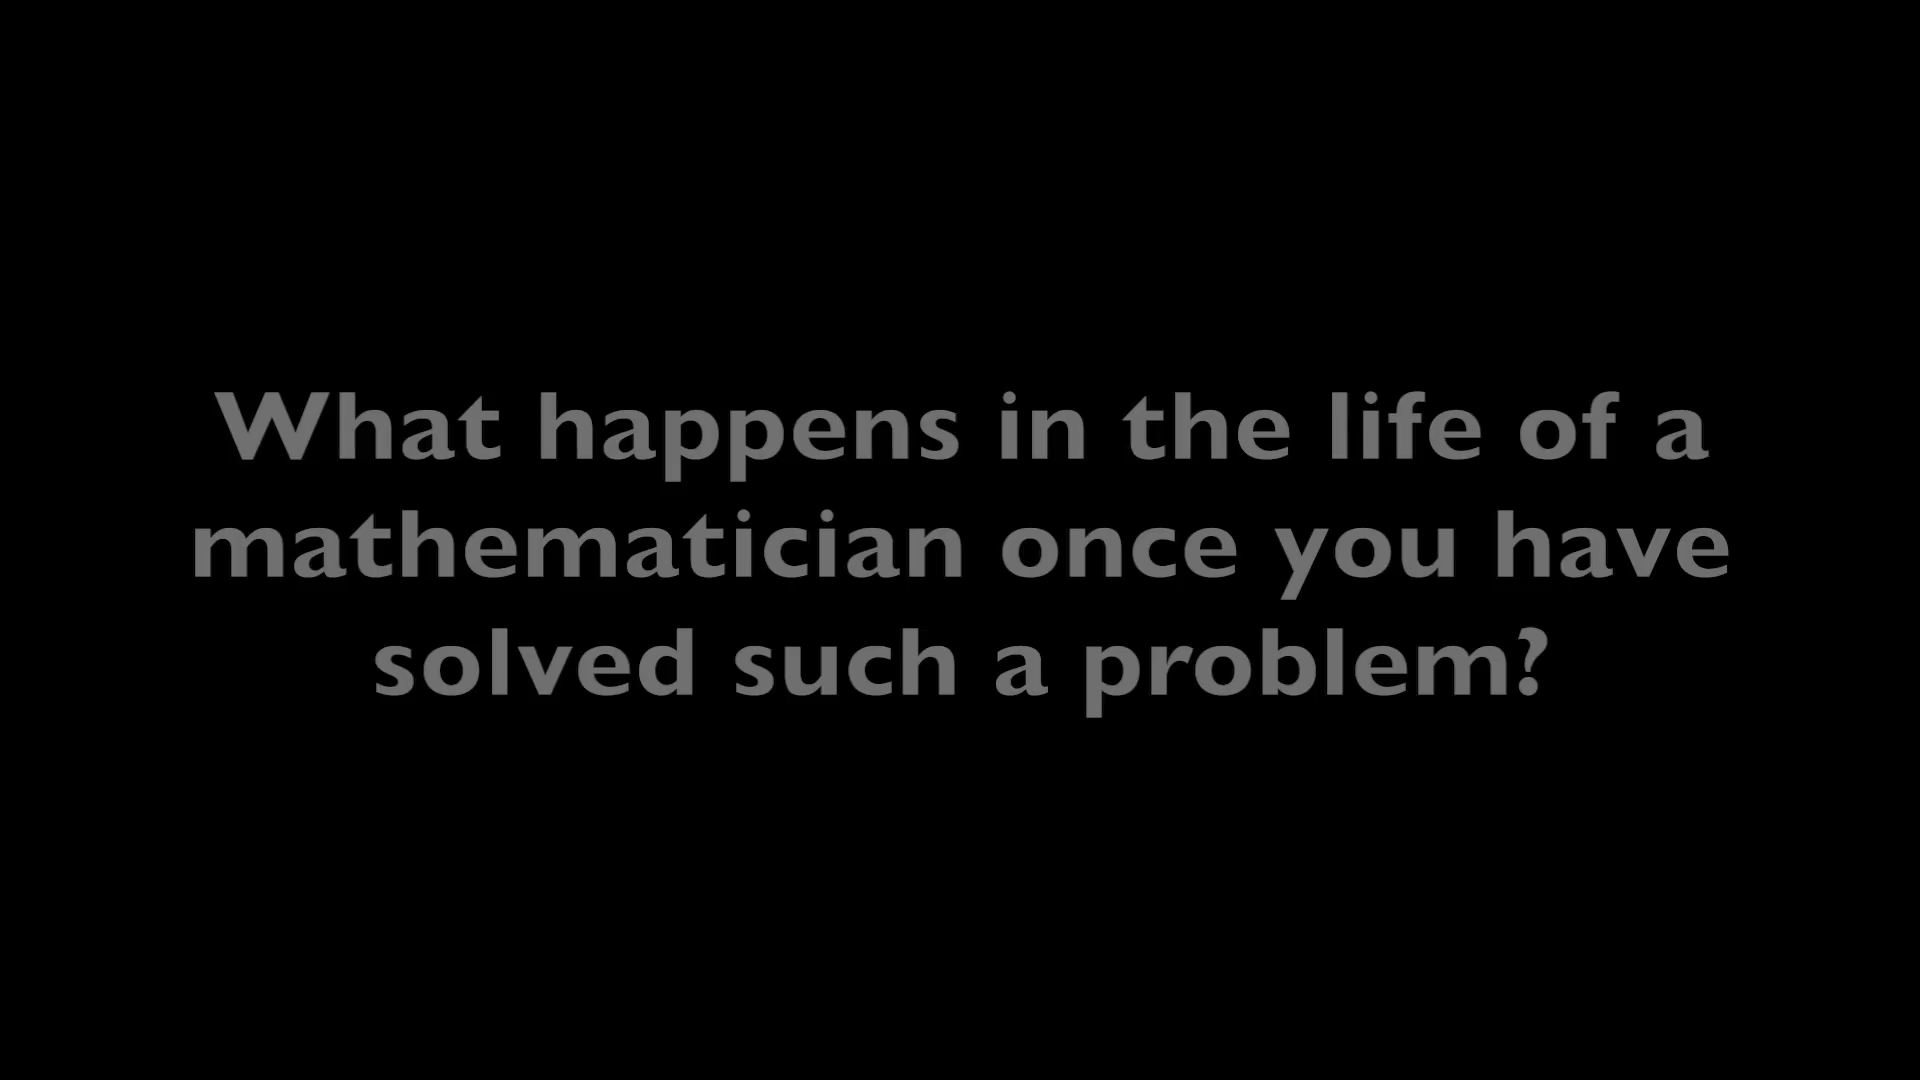 What happens in the life of a
mathematician once you have
solved such a problem?